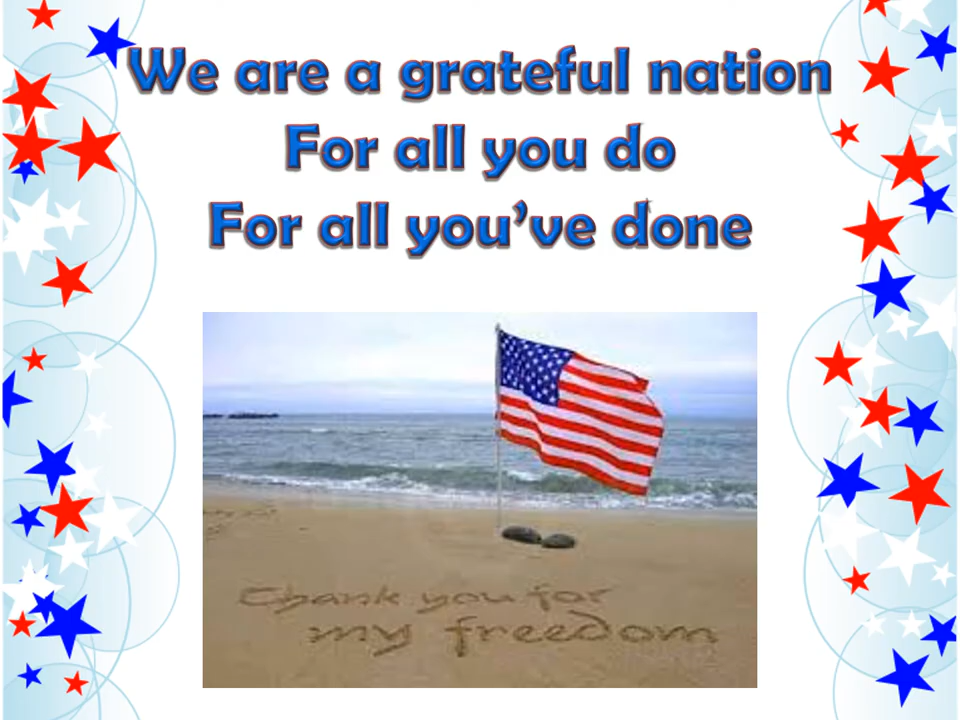 We are a grateful nation
For all you do
For all you’ve done
Thank you for
my freedom